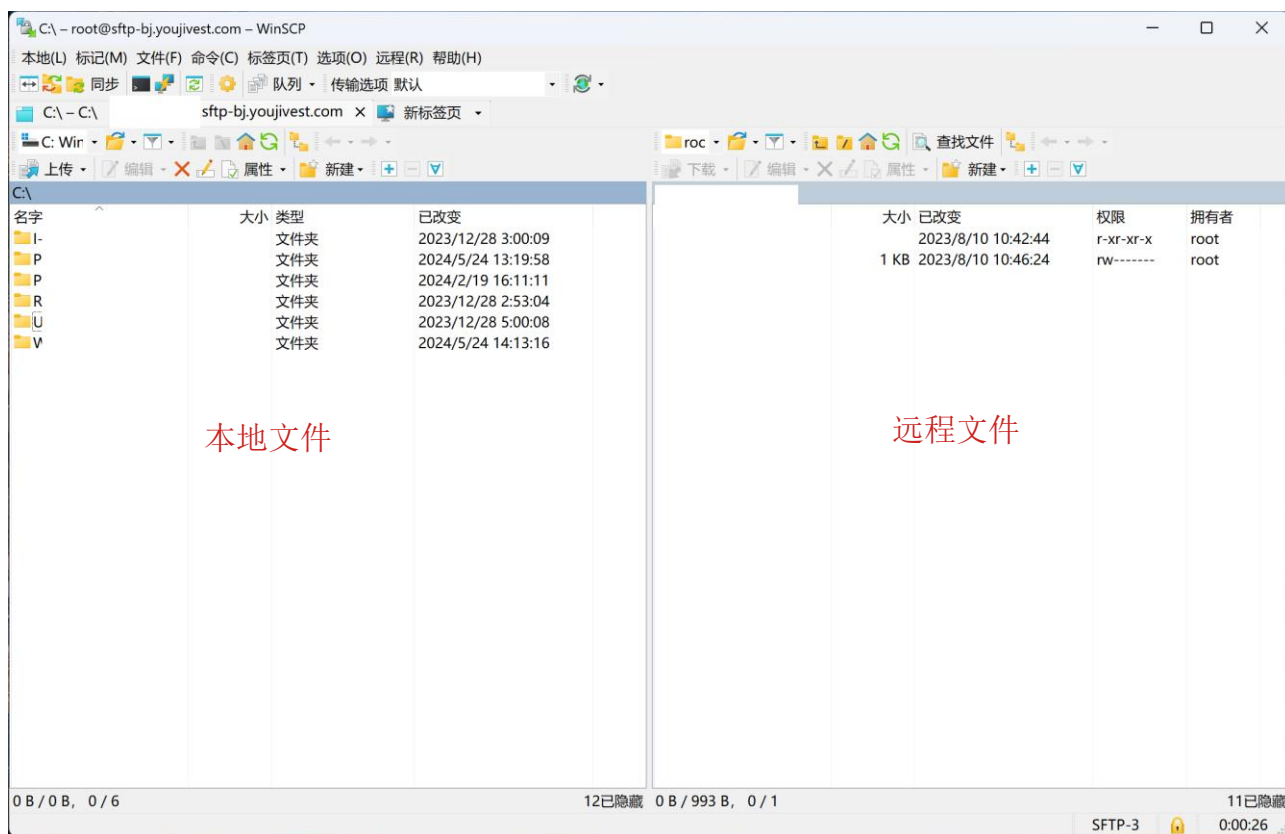 C:\ – root@sftp-bj.youjivest.com – WinSCP
本地(L) 标记(M) 文件(F) 命令(C) 标签页(T) 选项(O) 远程(R) 帮助(H)
同步 队列 传输选项 默认
C:\ – C:\ sftp-bj.youjivest.com × 新标签页
C: Wir roc 查找文件
上传 编辑 属性 新建 下载 编辑 属性 新建
C:\
名字 大小 类型 已改变 大小 已改变 权限 拥有者
I- 文件夹 2023/12/28 3:00:09 2023/8/10 10:42:44 r-xr-xr-x root
P 文件夹 2024/5/24 13:19:58 1 KB 2023/8/10 10:46:24 rw------- root
P 文件夹 2024/2/19 16:11:11
R 文件夹 2023/12/28 2:53:04
U 文件夹 2023/12/28 5:00:08
W 文件夹 2024/5/24 14:13:16
本地文件 远程文件
0 B / 0 B, 0 / 6 12已隐藏 0 B / 993 B, 0 / 1 11已隐藏
SFTP-3 0:00:26